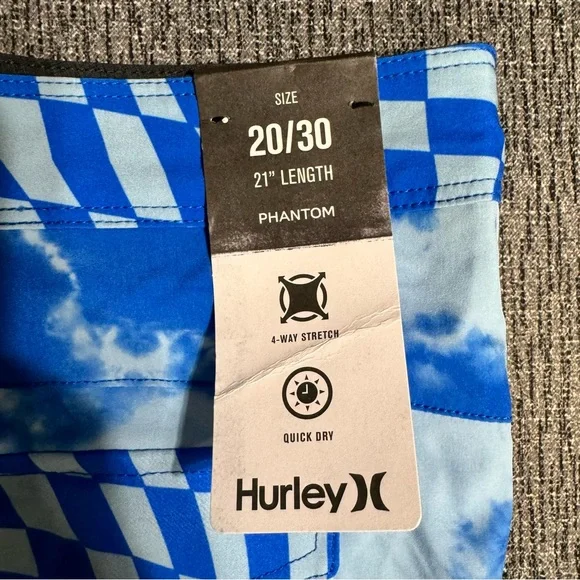 SIZE
20/30
21” LENGTH
PHANTOM
4-WAY STRETCH
QUICK DRY
Hurley